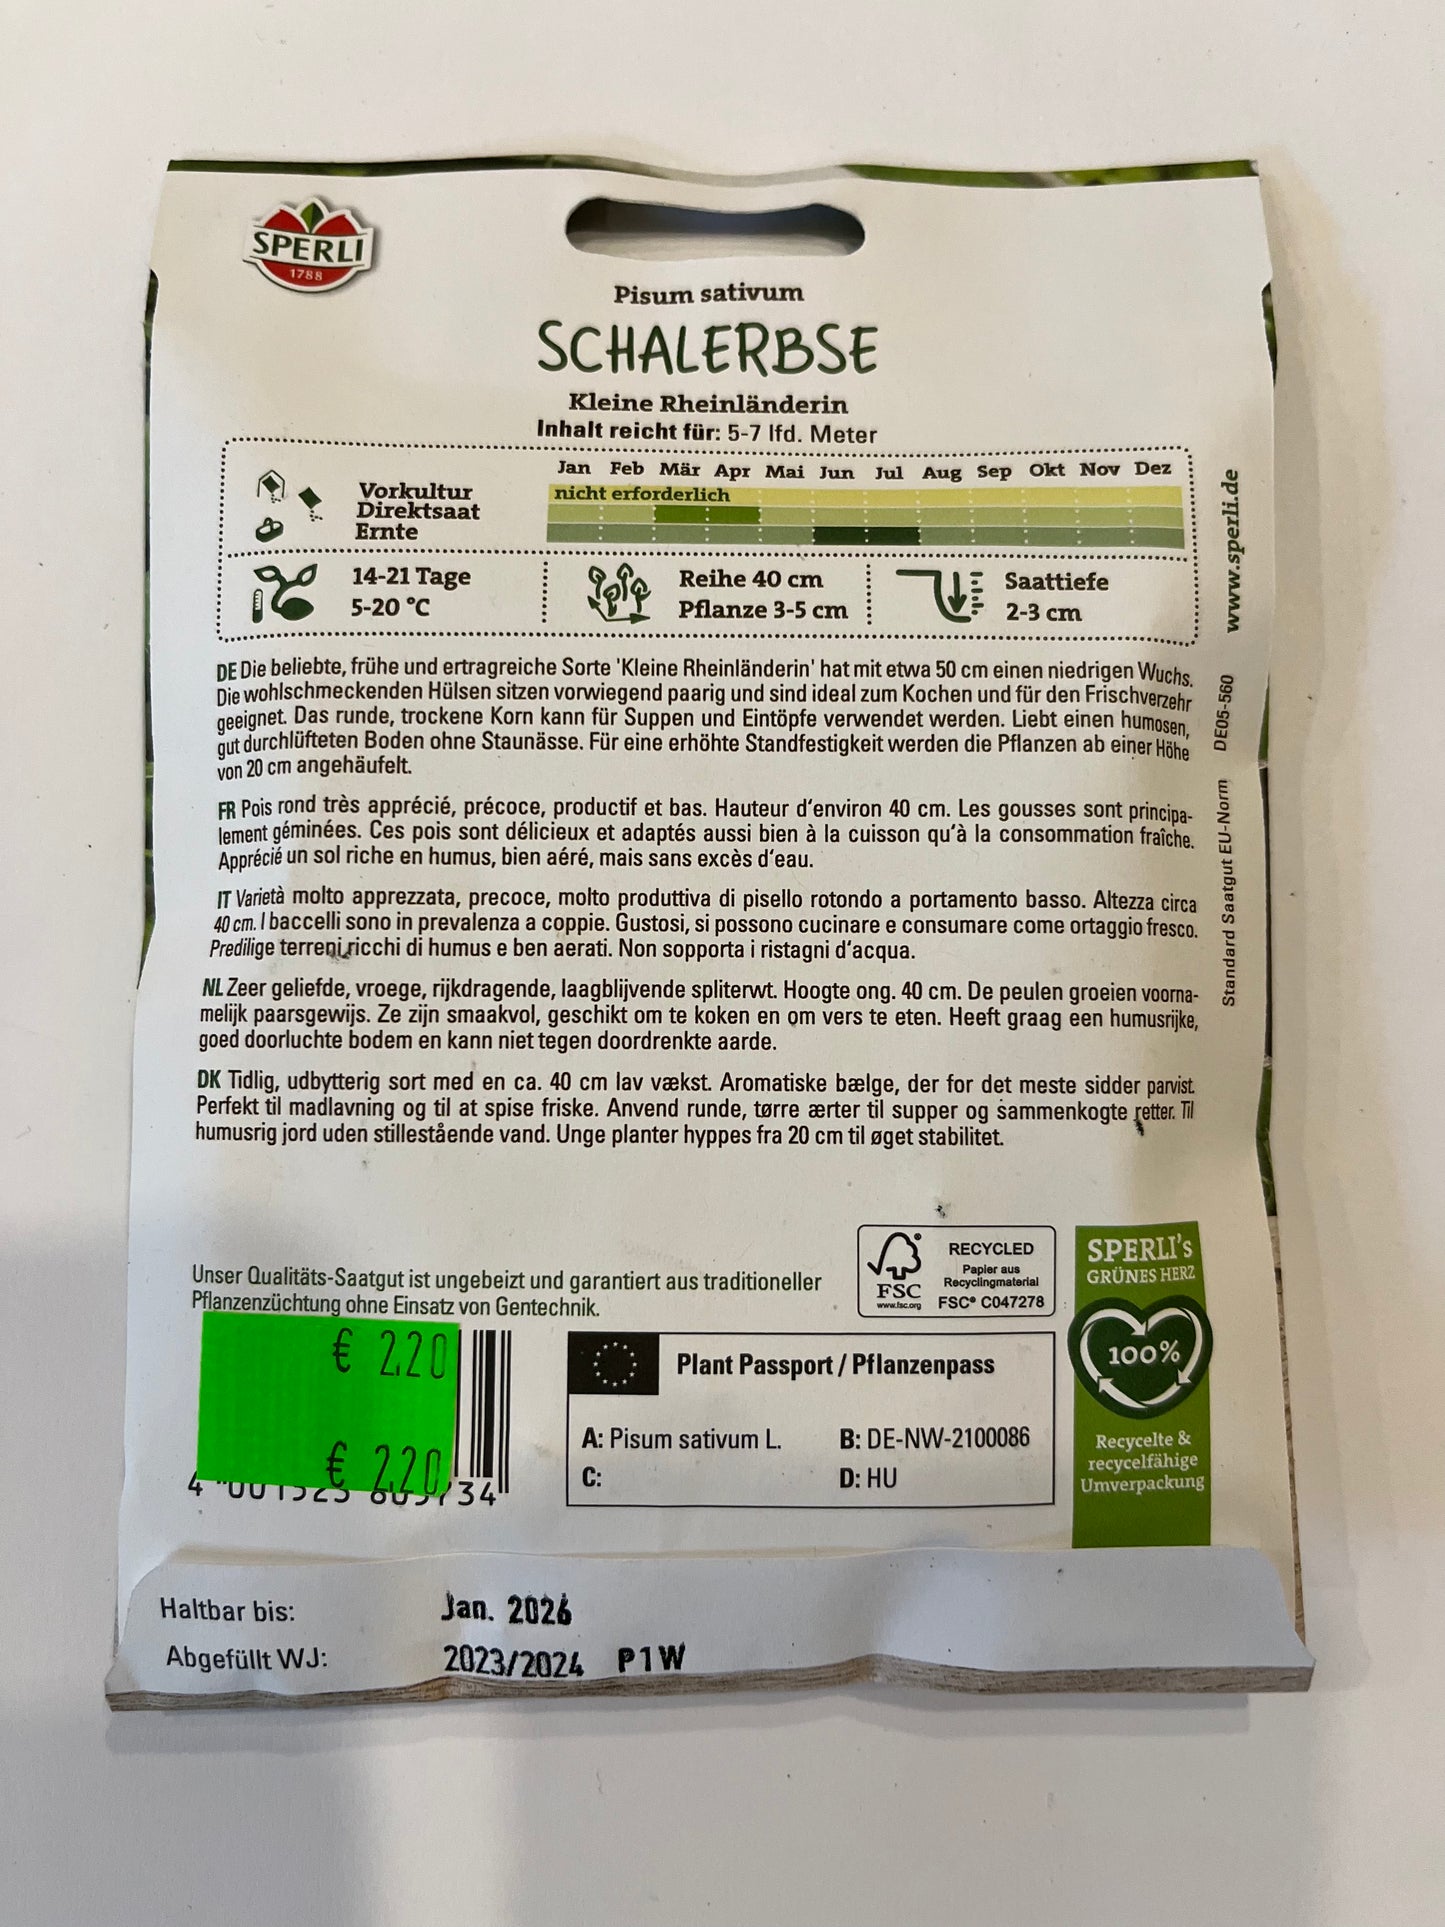 SPERLI
1788
Pisum sativum
SCHALERBSE
Kleine Rheinländerin
Inhalt reicht für: 5-7 lfd. Meter
Jan Feb Mär Apr Mai Jun Jul Aug Sep Okt Nov Dez
Vorkultur nicht erforderlich
Direktsaat
Ernte
14-21 Tage
5-20 °C
Reihe 40 cm
Pflanze 3-5 cm
Saattiefe
2-3 cm
www.sperli.de
DE05-560
Standard Saatgut EU-Norm
DE Die beliebte, frühe und ertragreiche Sorte 'Kleine Rheinländerin' hat mit etwa 50 cm einen niedrigen Wuchs.
Die wohlschmeckenden Hülsen sitzen vorwiegend paarig und sind ideal zum Kochen und für den Frischverzehr
geeignet. Das runde, trockene Korn kann für Suppen und Eintöpfe verwendet werden. Liebt einen humosen,
gut durchlüfteten Boden ohne Staunässe. Für eine erhöhte Standfestigkeit werden die Pflanzen ab einer Höhe
von 20 cm angehäufelt.
FR Pois rond très apprécié, précoce, productif et bas. Hauteur d'environ 40 cm. Les gousses sont principa-
lement géminées. Ces pois sont délicieux et adaptés aussi bien à la cuisson qu'à la consommation fraîche.
Apprécié un sol riche en humus, bien aéré, mais sans excès d'eau.
IT Varietà molto apprezzata, precoce, molto produttiva di pisello rotondo a portamento basso. Altezza circa
40 cm. I baccelli sono in prevalenza a coppie. Gustosi, si possono cucinare e consumare come ortaggio fresco.
Predilige terreni ricchi di humus e ben aerati. Non sopporta i ristagni d'acqua.
NL Zeer geliefde, vroege, rijkdragende, laagblijvende spliterwt. Hoogte ong. 40 cm. De peulen groeien voorna-
melijk paarsgewijs. Ze zijn smaakvol, geschikt om te koken en om vers te eten. Heeft graag een humusrijke,
goed doorluchte bodem en kann niet tegen doordrenkte aarde.
DK Tidlig, udbytterig sort med en ca. 40 cm lav vækst. Aromatiske bælge, der for det meste sidder parvist.
Perfekt til madlavning og til at spise friske. Anvend runde, tørre ærter til supper og sammenkogte retter. Til
humusrig jord uden stillestående vand. Unge planter hyppes fra 20 cm til øget stabilitet.
Unser Qualitäts-Saatgut ist ungebeizt und garantiert aus traditioneller
Pflanzenzüchtung ohne Einsatz von Gentechnik.
FSC
www.fsc.org
RECYCLED
Papier aus
Recyclingmaterial
FSC® C047278
SPERLI's
GRÜNES HERZ
100%
Recycelte &
recycelfähige
Umverpackung
€ 2,20
€ 2,20
Plant Passport / Pflanzenpass
A: Pisum sativum L. B: DE-NW-2100086
C: D: HU
Haltbar bis: Jan. 2026
Abgefüllt WJ: 2023/2024 P1W